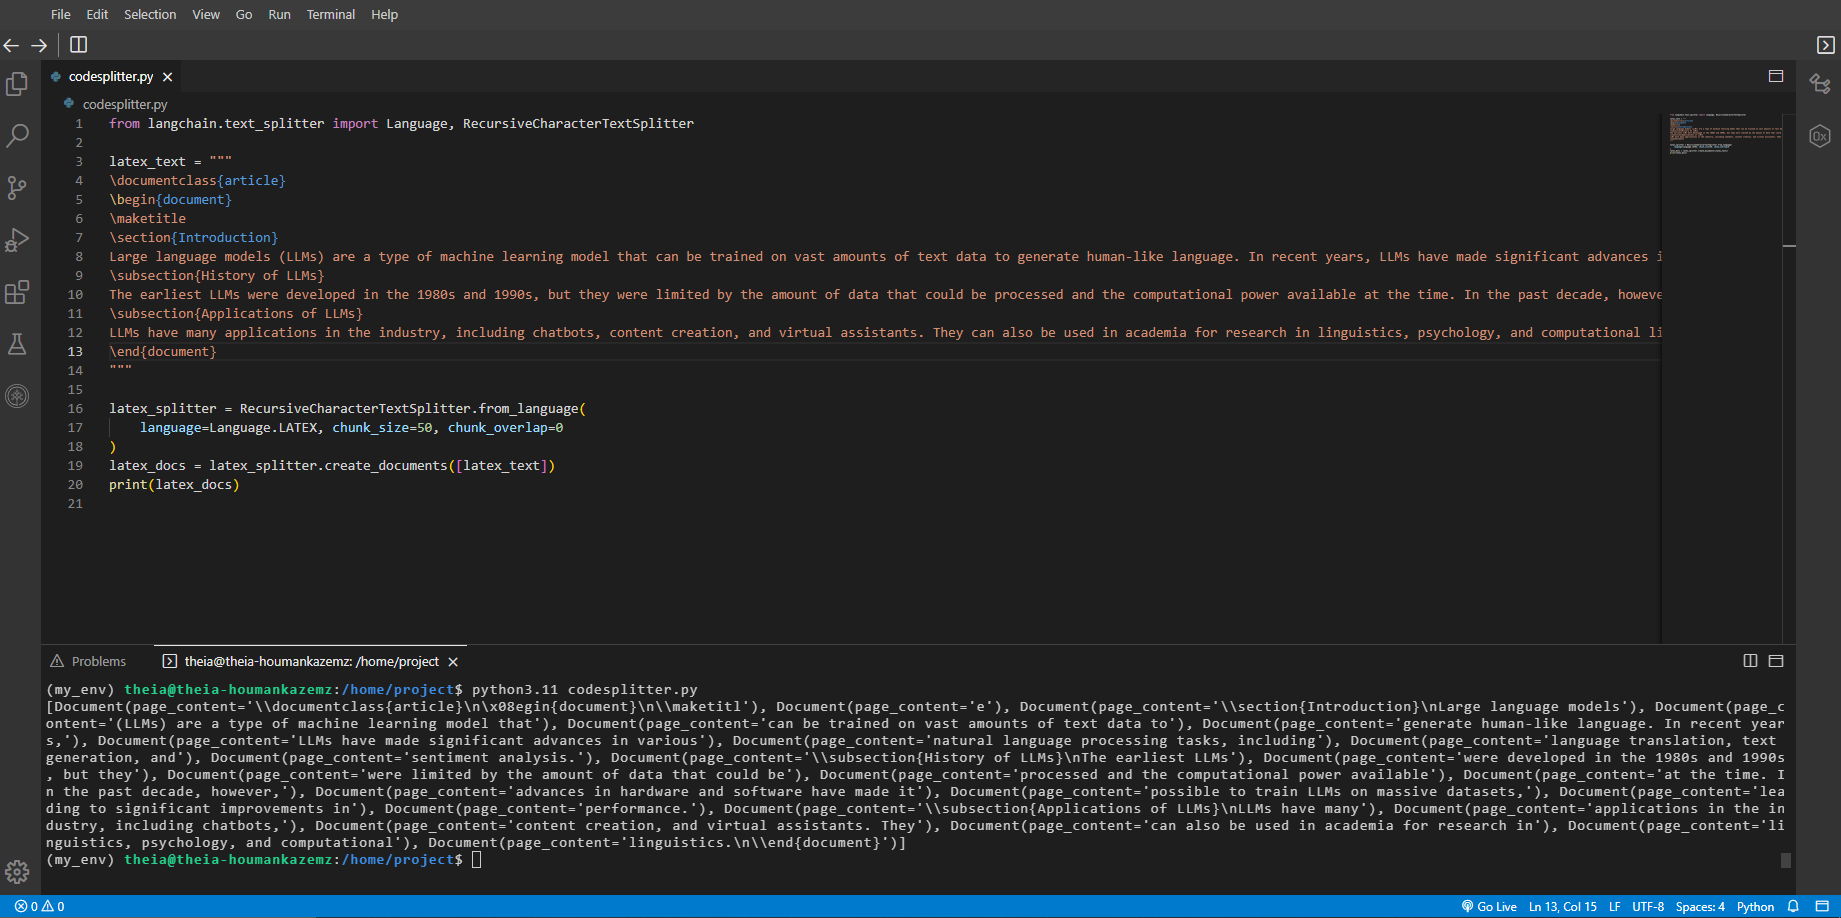 File Edit Selection View Go Run Terminal Help
codesplitter.py
codesplitter.py
1 from langchain.text_splitter import Language, RecursiveCharacterTextSplitter
2
3 latex_text = """
4 \documentclass{article}
5 \begin{document}
6 \maketitle
7 \section{Introduction}
8 Large language models (LLMs) are a type of machine learning model that can be trained on vast amounts of text data to generate human-like language. In recent years, LLMs have made significant advances i
9 \subsection{History of LLMs}
10 The earliest LLMs were developed in the 1980s and 1990s, but they were limited by the amount of data that could be processed and the computational power available at the time. In the past decade, howeve
11 \subsection{Applications of LLMs}
12 LLMs have many applications in the industry, including chatbots, content creation, and virtual assistants. They can also be used in academia for research in linguistics, psychology, and computational li
13 \end{document}
14 """
15
16 latex_splitter = RecursiveCharacterTextSplitter.from_language(
17     language=Language.LATEX, chunk_size=50, chunk_overlap=0
18 )
19 latex_docs = latex_splitter.create_documents([latex_text])
20 print(latex_docs)
21
0x
Problems theia@theia-houmankazemz: /home/project
(my_env) theia@theia-houmankazemz:/home/project$ python3.11 codesplitter.py
[Document(page_content='\\documentclass{article}\n\x08egin{document}\n\\maketitl'), Document(page_content='e'), Document(page_content='\\section{Introduction}\nLarge language models'), Document(page_c
ontent='(LLMs) are a type of machine learning model that'), Document(page_content='can be trained on vast amounts of text data to'), Document(page_content='generate human-like language. In recent year
s,'), Document(page_content='LLMs have made significant advances in various'), Document(page_content='natural language processing tasks, including'), Document(page_content='language translation, text
generation, and'), Document(page_content='sentiment analysis.'), Document(page_content='\\subsection{History of LLMs}\nThe earliest LLMs'), Document(page_content='were developed in the 1980s and 1990s
, but they'), Document(page_content='were limited by the amount of data that could be'), Document(page_content='processed and the computational power available'), Document(page_content='at the time. I
n the past decade, however,'), Document(page_content='advances in hardware and software have made it'), Document(page_content='possible to train LLMs on massive datasets,'), Document(page_content='lea
ding to significant improvements in'), Document(page_content='performance.'), Document(page_content='\\subsection{Applications of LLMs}\nLLMs have many'), Document(page_content='applications in the in
dustry, including chatbots,'), Document(page_content='content creation, and virtual assistants. They'), Document(page_content='can also be used in academia for research in'), Document(page_content='li
nguistics, psychology, and computational'), Document(page_content='linguistics.\n\\end{document}')]
(my_env) theia@theia-houmankazemz:/home/project$
0 0 Go Live Ln 13, Col 15 LF UTF-8 Spaces: 4 Python